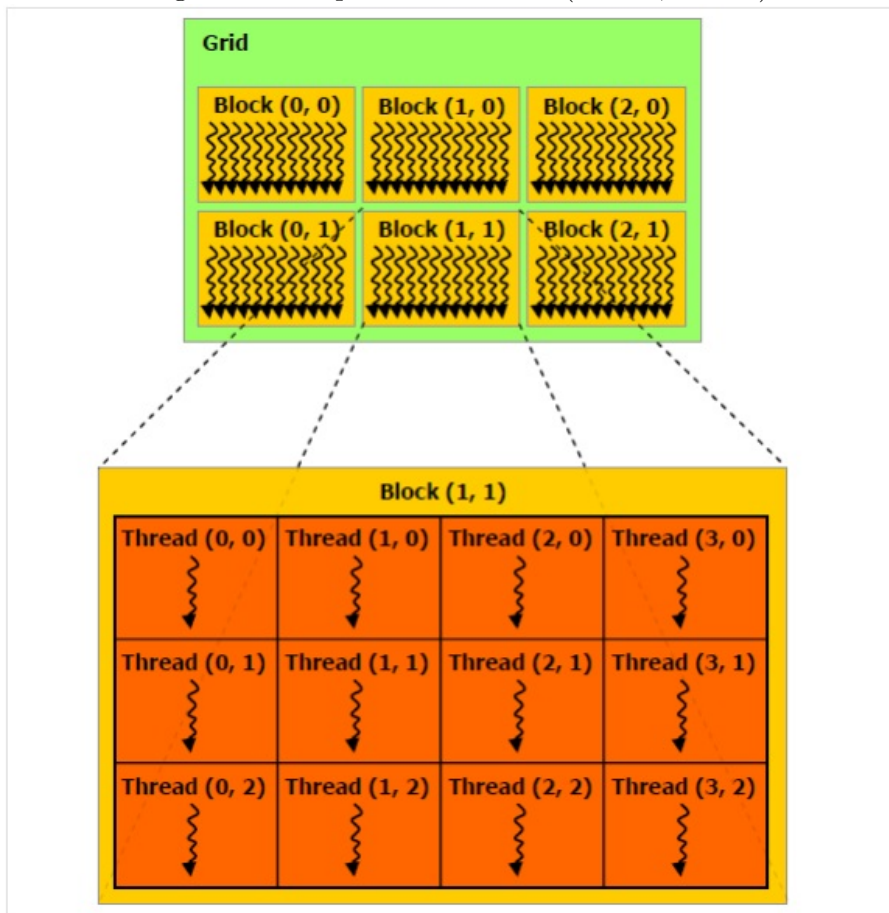 Grid
Block (0, 0) Block (1, 0) Block (2, 0)
Block (0, 1) Block (1, 1) Block (2, 1)
Block (1, 1)
Thread (0, 0) Thread (1, 0) Thread (2, 0) Thread (3, 0)
Thread (0, 1) Thread (1, 1) Thread (2, 1) Thread (3, 1)
Thread (0, 2) Thread (1, 2) Thread (2, 2) Thread (3, 2)